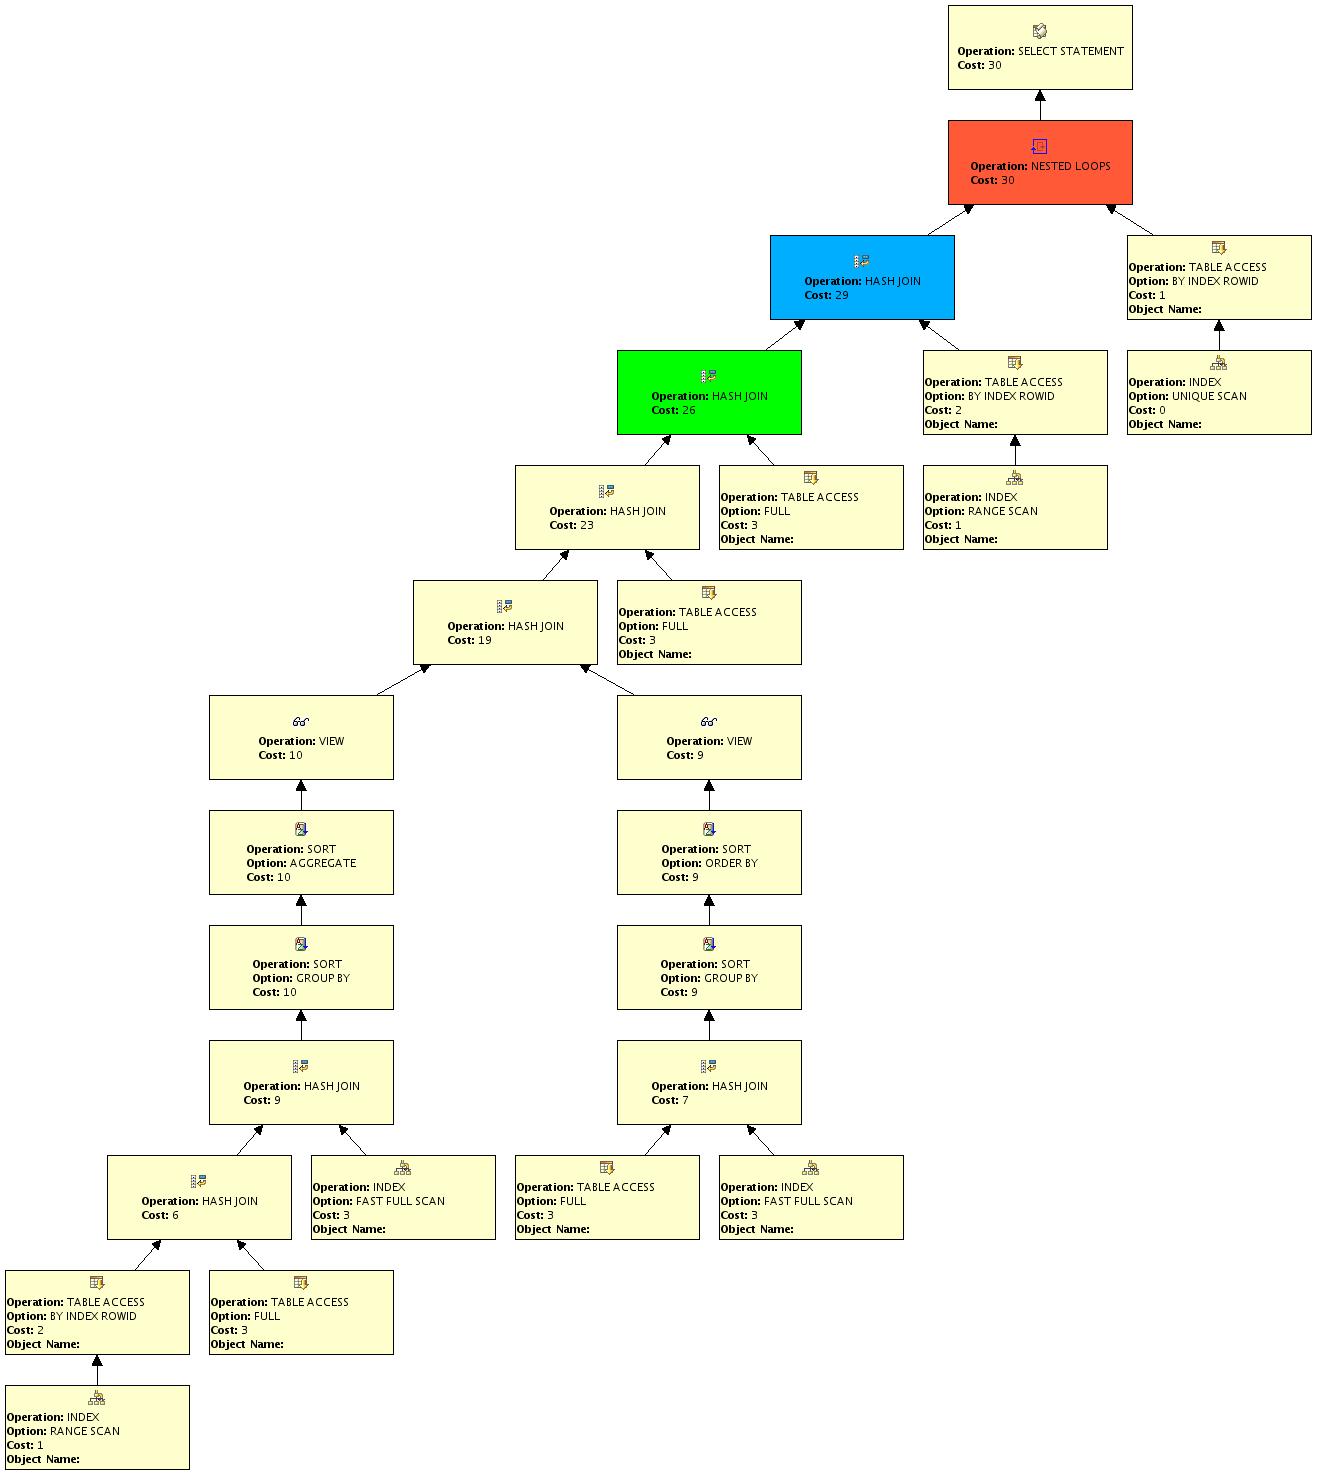 Operation: SELECT STATEMENT
Cost: 30
Operation: NESTED LOOPS
Cost: 30
Operation: HASH JOIN
Cost: 29
Operation: TABLE ACCESS
Option: BY INDEX ROWID
Cost: 1
Object Name:
Operation: HASH JOIN
Cost: 26
Operation: TABLE ACCESS
Option: BY INDEX ROWID
Cost: 2
Object Name:
Operation: INDEX
Option: UNIQUE SCAN
Cost: 0
Object Name:
Operation: HASH JOIN
Cost: 23
Operation: TABLE ACCESS
Option: FULL
Cost: 3
Object Name:
Operation: INDEX
Option: RANGE SCAN
Cost: 1
Object Name:
Operation: HASH JOIN
Cost: 19
Operation: TABLE ACCESS
Option: FULL
Cost: 3
Object Name:
Operation: VIEW
Cost: 10
Operation: VIEW
Cost: 9
Operation: SORT
Option: AGGREGATE
Cost: 10
Operation: SORT
Option: ORDER BY
Cost: 9
Operation: SORT
Option: GROUP BY
Cost: 10
Operation: SORT
Option: GROUP BY
Cost: 9
Operation: HASH JOIN
Cost: 9
Operation: HASH JOIN
Cost: 7
Operation: HASH JOIN
Cost: 6
Operation: INDEX
Option: FAST FULL SCAN
Cost: 3
Object Name:
Operation: TABLE ACCESS
Option: FULL
Cost: 3
Object Name:
Operation: INDEX
Option: FAST FULL SCAN
Cost: 3
Object Name:
Operation: TABLE ACCESS
Option: BY INDEX ROWID
Cost: 2
Object Name:
Operation: TABLE ACCESS
Option: FULL
Cost: 3
Object Name:
Operation: INDEX
Option: RANGE SCAN
Cost: 1
Object Name: